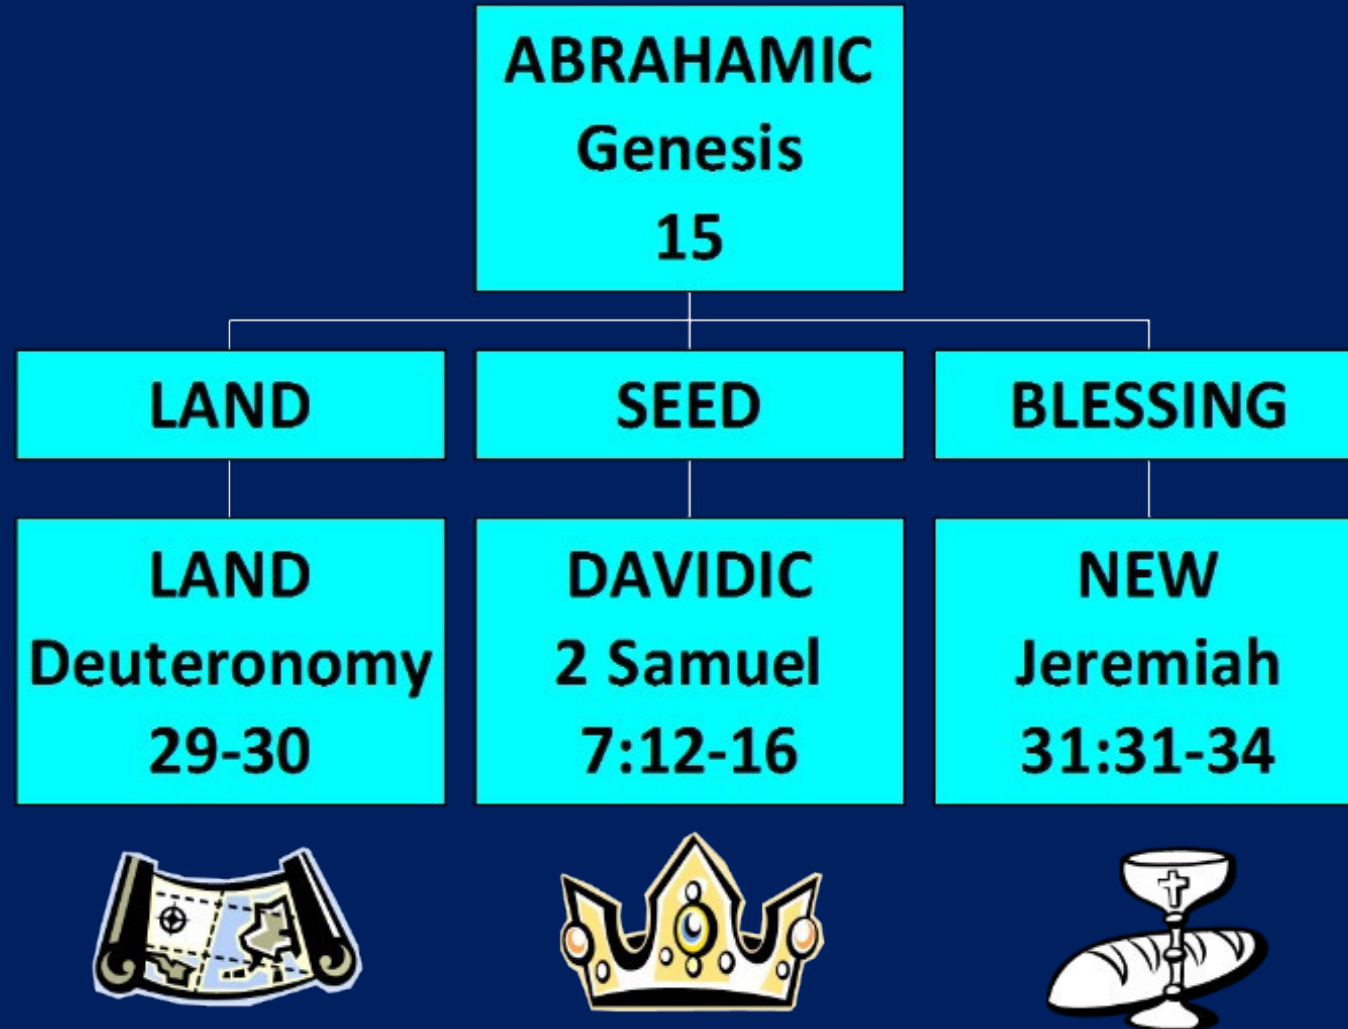 ABRAHAMIC
Genesis
15
LAND
SEED
BLESSING
LAND
Deuteronomy
29-30
DAVIDIC
2 Samuel
7:12-16
NEW
Jeremiah
31:31-34